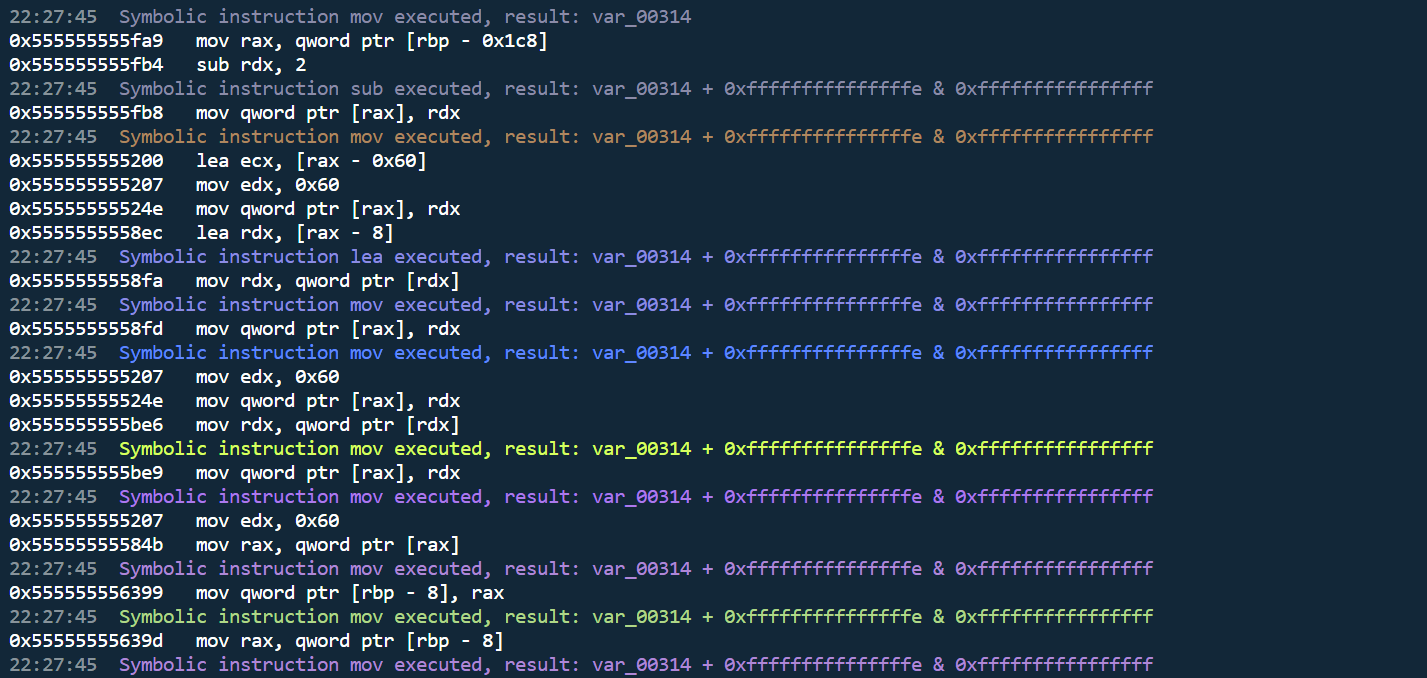 22:27:45  Symbolic instruction mov executed, result: var_00314
0x555555555fa9   mov rax, qword ptr [rbp - 0x1c8]
0x555555555fb4   sub rdx, 2
22:27:45  Symbolic instruction sub executed, result: var_00314 + 0xfffffffffffffffe & 0xffffffffffffffff
0x555555555fb8   mov qword ptr [rax], rdx
22:27:45  Symbolic instruction mov executed, result: var_00314 + 0xfffffffffffffffe & 0xffffffffffffffff
0x555555555200   lea ecx, [rax - 0x60]
0x555555555207   mov edx, 0x60
0x55555555524e   mov qword ptr [rax], rdx
0x5555555558ec   lea rdx, [rax - 8]
22:27:45  Symbolic instruction lea executed, result: var_00314 + 0xfffffffffffffffe & 0xffffffffffffffff
0x5555555558fa   mov rdx, qword ptr [rdx]
22:27:45  Symbolic instruction mov executed, result: var_00314 + 0xfffffffffffffffe & 0xffffffffffffffff
0x5555555558fd   mov qword ptr [rax], rdx
22:27:45  Symbolic instruction mov executed, result: var_00314 + 0xfffffffffffffffe & 0xffffffffffffffff
0x555555555207   mov edx, 0x60
0x55555555524e   mov qword ptr [rax], rdx
0x555555555be6   mov rdx, qword ptr [rdx]
22:27:45  Symbolic instruction mov executed, result: var_00314 + 0xfffffffffffffffe & 0xffffffffffffffff
0x555555555be9   mov qword ptr [rax], rdx
22:27:45  Symbolic instruction mov executed, result: var_00314 + 0xfffffffffffffffe & 0xffffffffffffffff
0x555555555207   mov edx, 0x60
0x55555555584b   mov rax, qword ptr [rax]
22:27:45  Symbolic instruction mov executed, result: var_00314 + 0xfffffffffffffffe & 0xffffffffffffffff
0x555555556399   mov qword ptr [rbp - 8], rax
22:27:45  Symbolic instruction mov executed, result: var_00314 + 0xfffffffffffffffe & 0xffffffffffffffff
0x55555555639d   mov rax, qword ptr [rbp - 8]
22:27:45  Symbolic instruction mov executed, result: var_00314 + 0xfffffffffffffffe & 0xffffffffffffffff